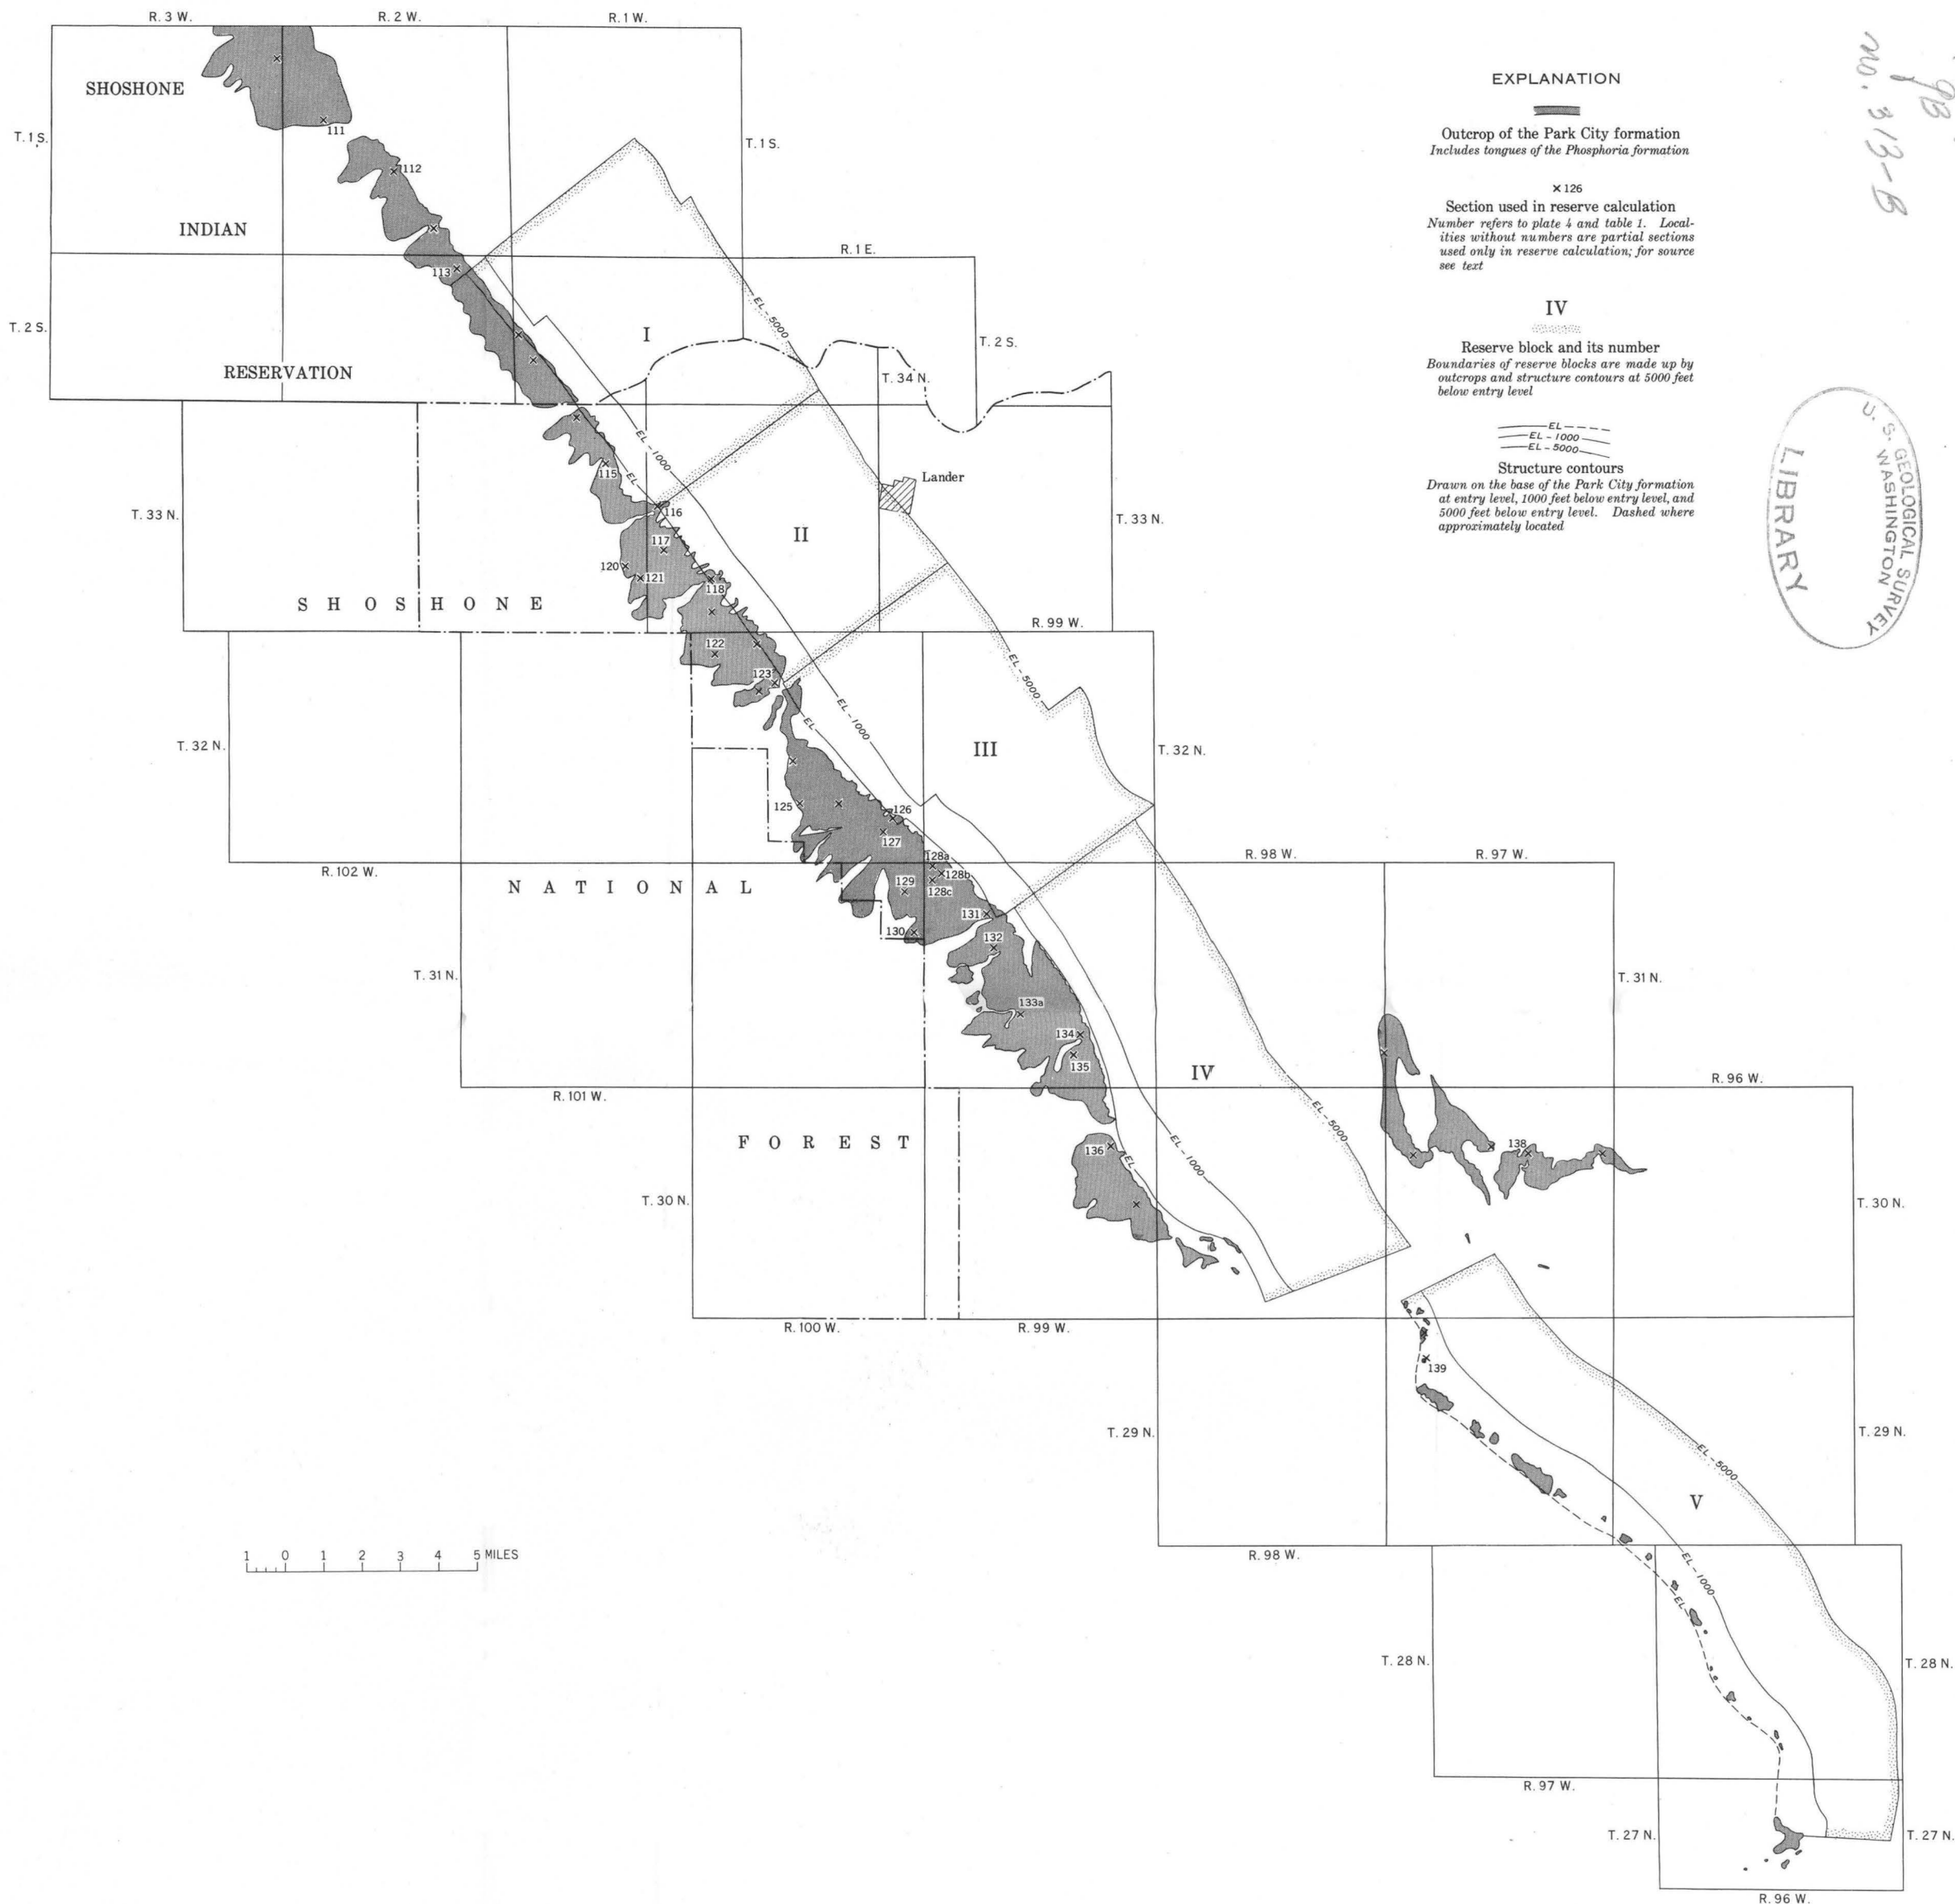 R. 3 W.
R. 2 W.
R. 1 W.
SHOSHONE
T. 1 S.
T. 1 S.
111
112
INDIAN
R. 1 E.
113
EL - 5000
T. 2 S.
I
T. 2 S.
RESERVATION
T. 34 N.
EL - 1000
EL
115
Lander
116
T. 33 N.
II
T. 33 N.
117
120
121
118
SHOSHONE
R. 99 W.
122
123
EL - 5000
EL
EL - 1000
T. 32 N.
III
T. 32 N.
125
126
127
128a
128b
128c
129
R. 98 W.
R. 97 W.
R. 102 W.
NATIONAL
131
130
132
T. 31 N.
T. 31 N.
133a
134
135
IV
R. 96 W.
R. 101 W.
EL - 5000
FOREST
136
EL
EL - 1000
138
T. 30 N.
T. 30 N.
R. 100 W.
R. 99 W.
139
T. 29 N.
T. 29 N.
EL - 5000
V
R. 98 W.
EL - 1000
EL
T. 28 N.
T. 28 N.
R. 97 W.
T. 27 N.
T. 27 N.
R. 96 W.
1 0 1 2 3 4 5 MILES
EXPLANATION
Outcrop of the Park City formation
Includes tongues of the Phosphoria formation
× 126
Section used in reserve calculation
Number refers to plate 4 and table 1. Local-
ities without numbers are partial sections
used only in reserve calculation; for source
see text
IV
Reserve block and its number
Boundaries of reserve blocks are made up by
outcrops and structure contours at 5000 feet
below entry level
EL
EL - 1000
EL - 5000
Structure contours
Drawn on the base of the Park City formation
at entry level, 1000 feet below entry level, and
5000 feet below entry level. Dashed where
approximately located
no. 313-B
U. S. GEOLOGICAL SURVEY
WASHINGTON
LIBRARY